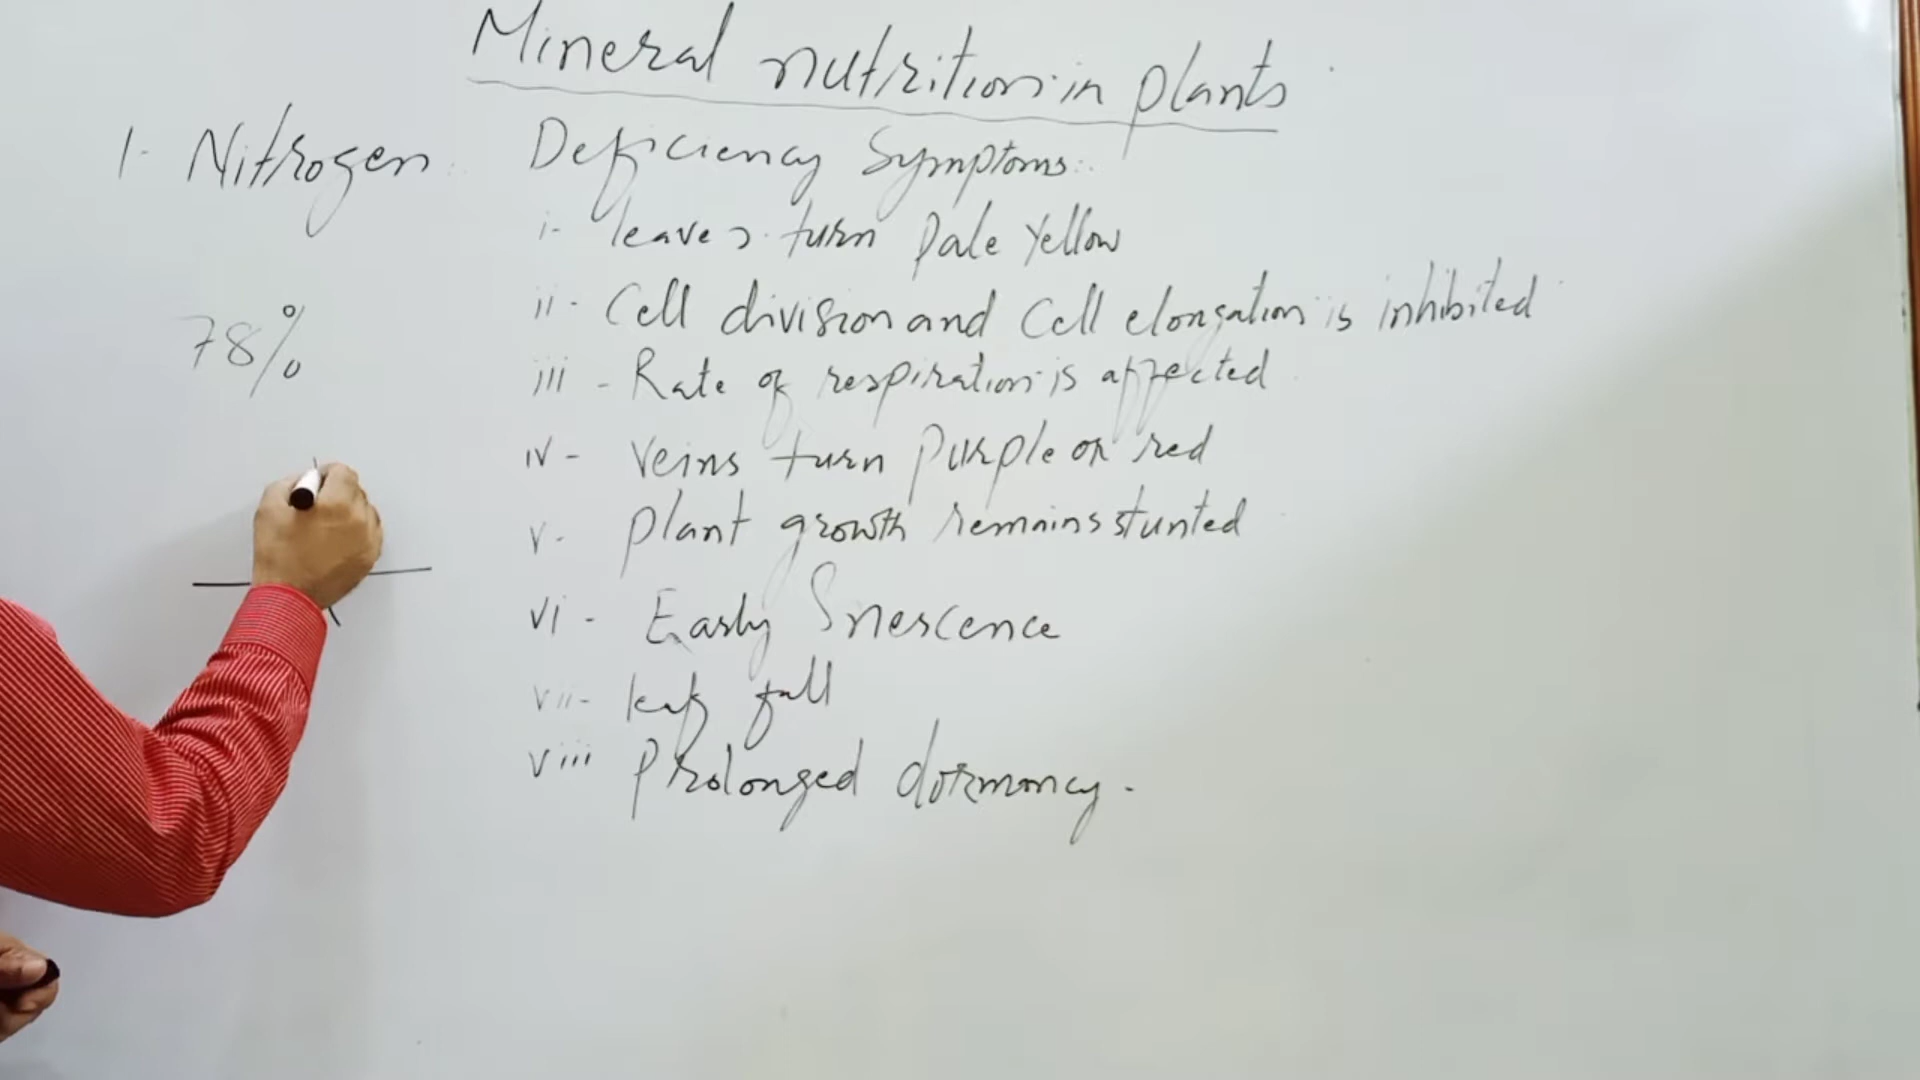 Mineral nutrition in plants
1- Nitrogen Deficiency Symptoms
i- leaves turn pale yellow
78%
ii- Cell division and Cell elongation is inhibited
iii - Rate of respiration is affected
iv - Veins turn purple or red
v- plant growth remains stunted
vi - Early Snescence
vii- leaf fall
viii prolonged dormancy.